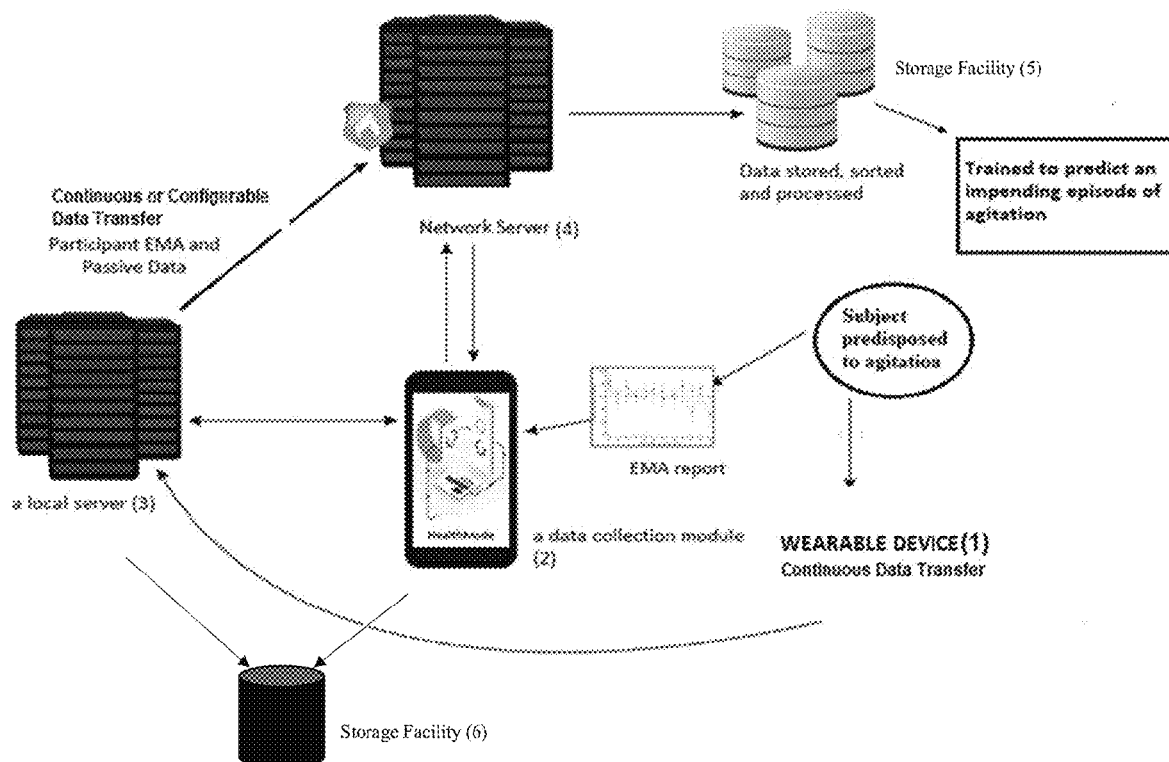 Storage Facility (5)
Data stored, sorted
and processed
Trained to predict an
impending episode of
agitation
Continuous or Configurable
Data Transfer
Participant EMA and
Passive Data
Network Server (4)
Subject
predisposed
to agitation
EMA report
a local server (3)
HealthMode
a data collection module
(2)
WEARABLE DEVICE(1)
Continuous Data Transfer
Storage Facility (6)